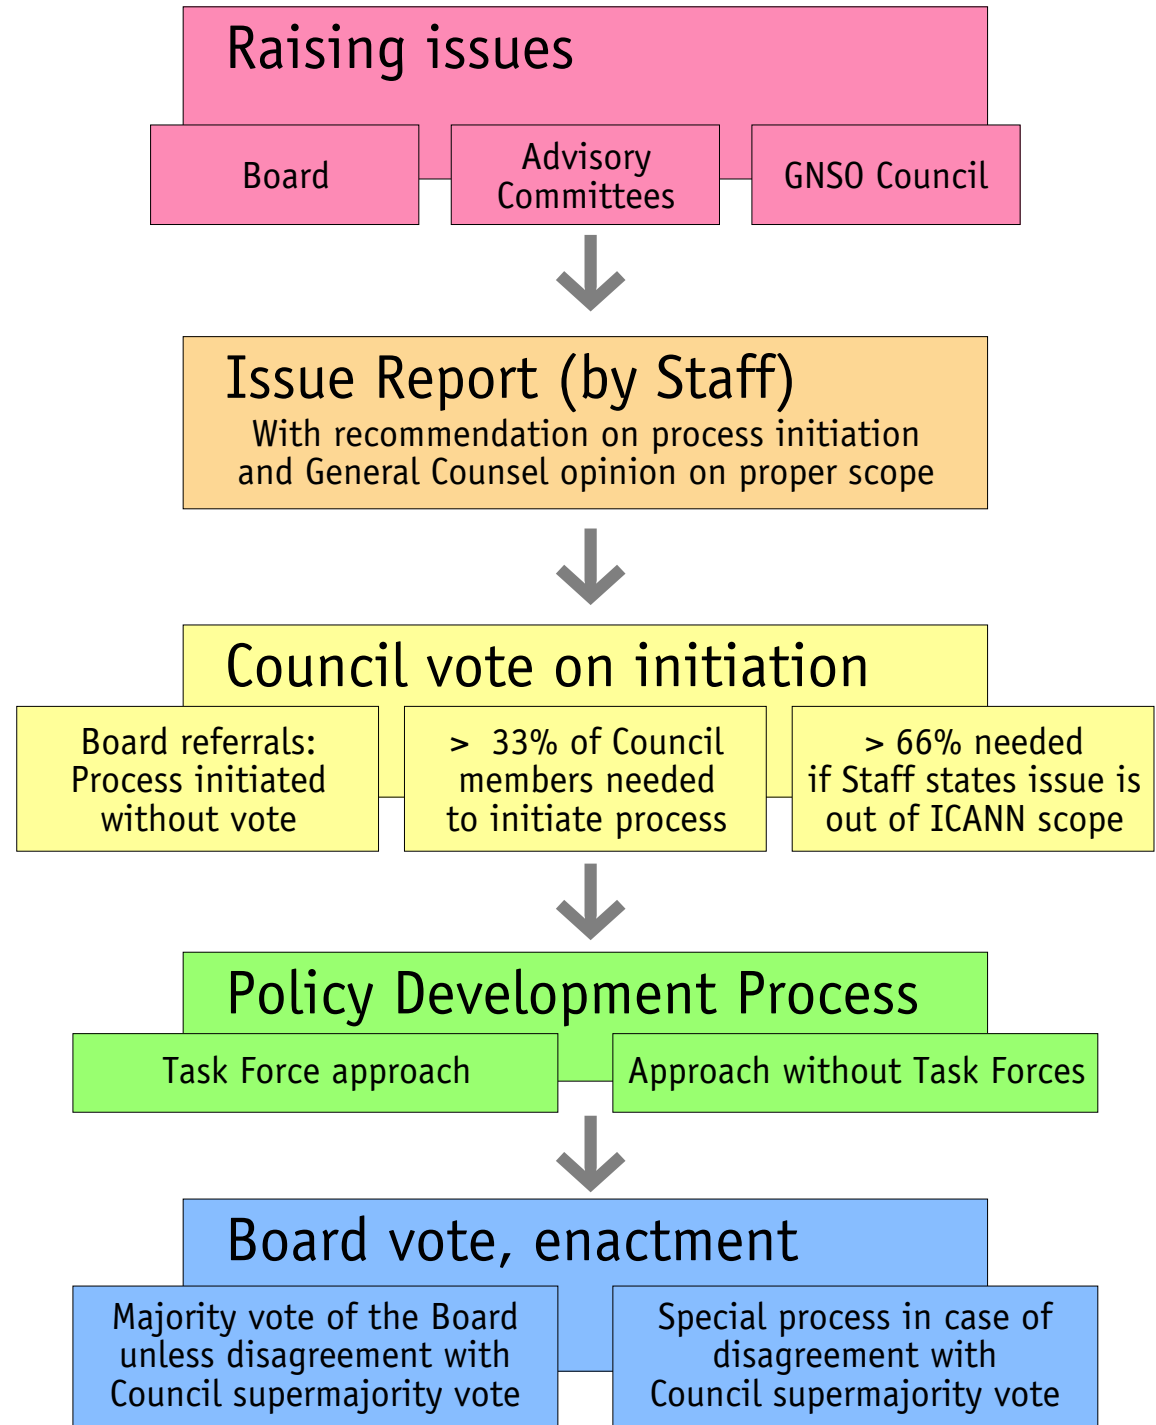 Raising issues
Board
Advisory
Committees
GNSO Council
Issue Report (by Staff)
With recommendation on process initiation
and General Counsel opinion on proper scope
Council vote on initiation
Board referrals:
Process initiated
without vote
> 33% of Council
members needed
to initiate process
> 66% needed
if Staff states issue is
out of ICANN scope
Policy Development Process
Task Force approach
Approach without Task Forces
Board vote, enactment
Majority vote of the Board
unless disagreement with
Council supermajority vote
Special process in case of
disagreement with
Council supermajority vote